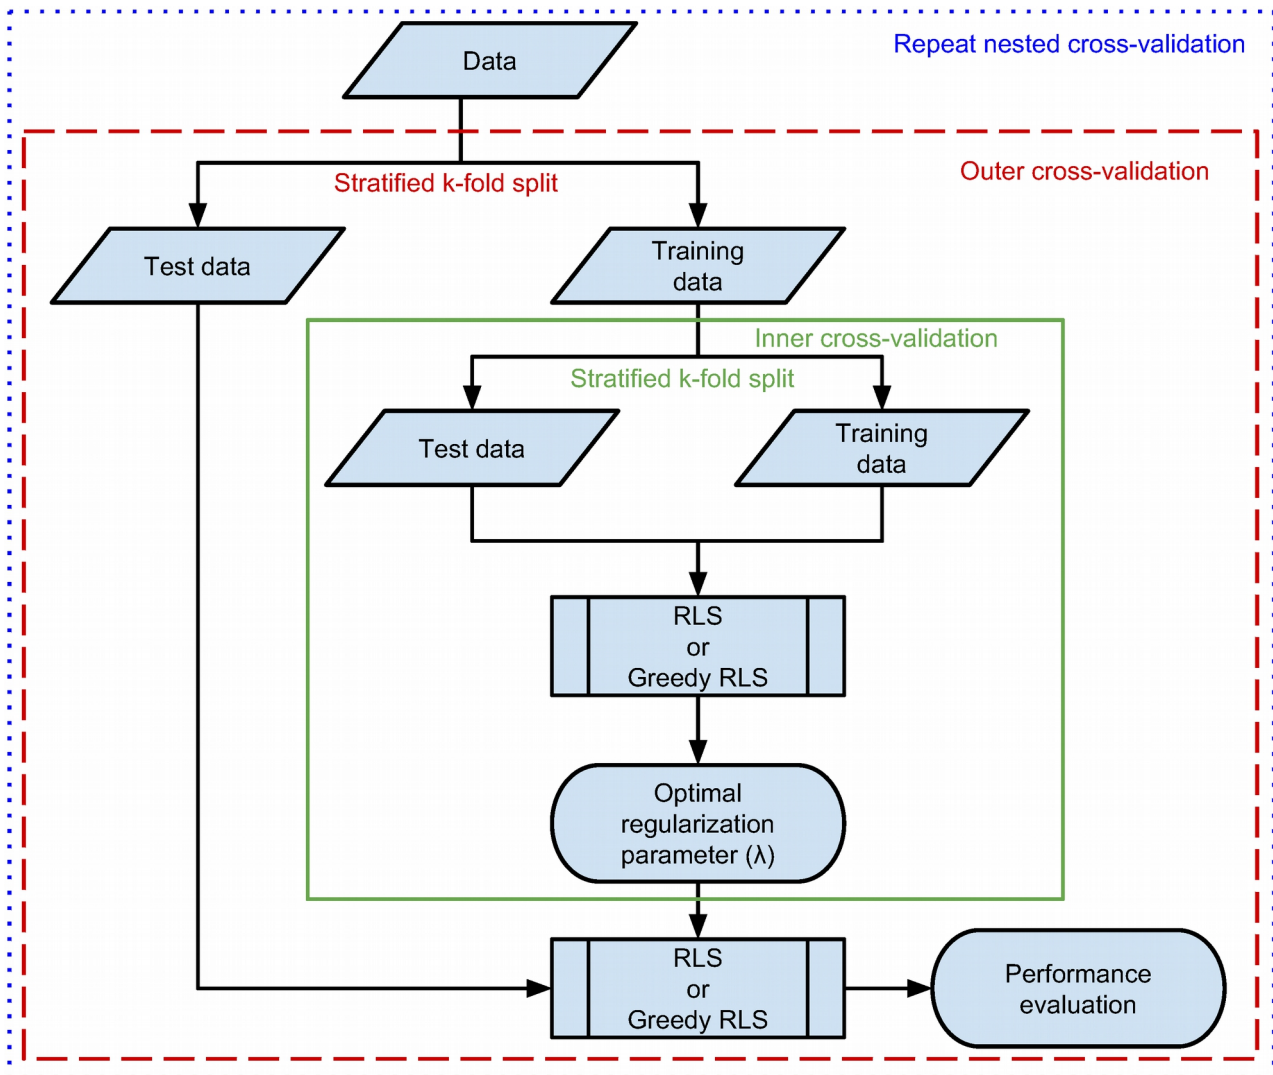 Data
Repeat nested cross-validation
Outer cross-validation
Stratified k-fold split
Test data
Training
data
Inner cross-validation
Stratified k-fold split
Test data
Training
data
RLS
or
Greedy RLS
Optimal
regularization
parameter (λ)
RLS
or
Greedy RLS
Performance
evaluation